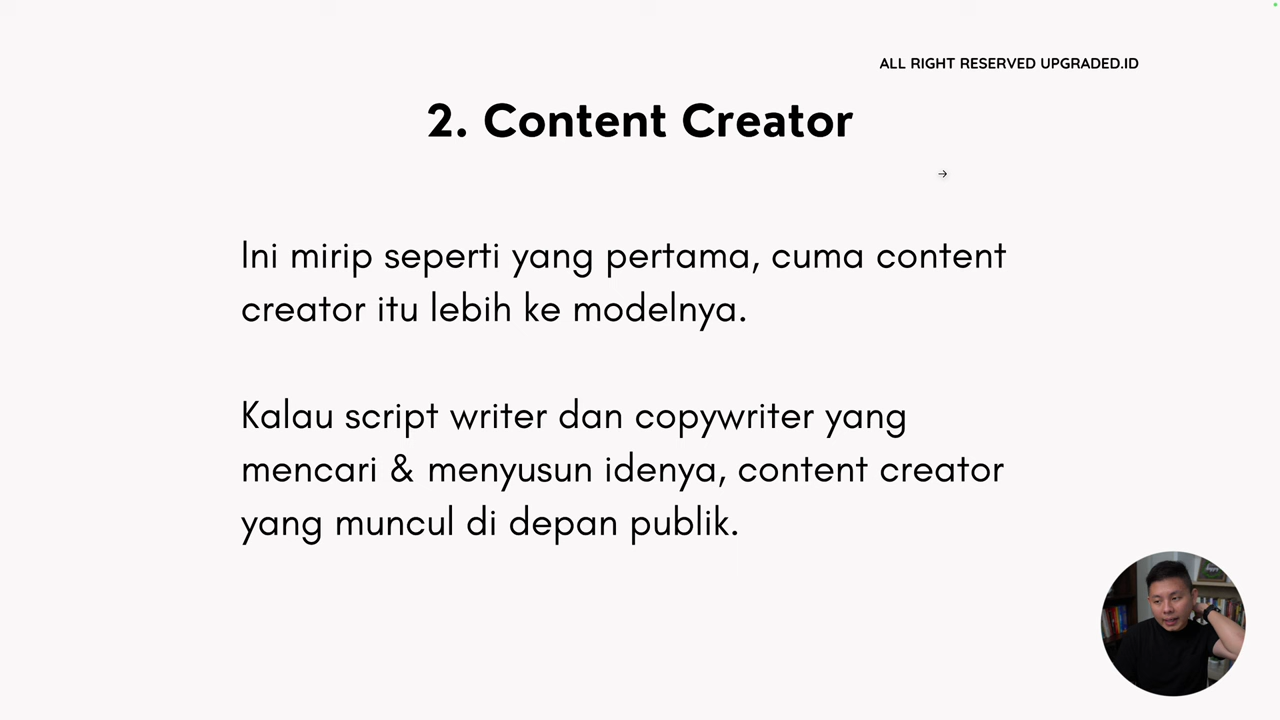 ALL RIGHT RESERVED UPGRADED.ID
2. Content Creator
Ini mirip seperti yang pertama, cuma content
creator itu lebih ke modelnya.
Kalau script writer dan copywriter yang
mencari & menyusun idenya, content creator
yang muncul di depan publik.